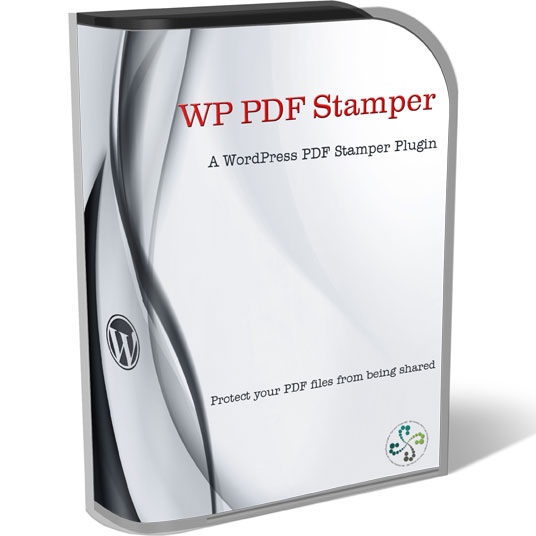 WP PDF Stamper
A WordPress PDF Stamper Plugin
Protect your PDF files from being shared